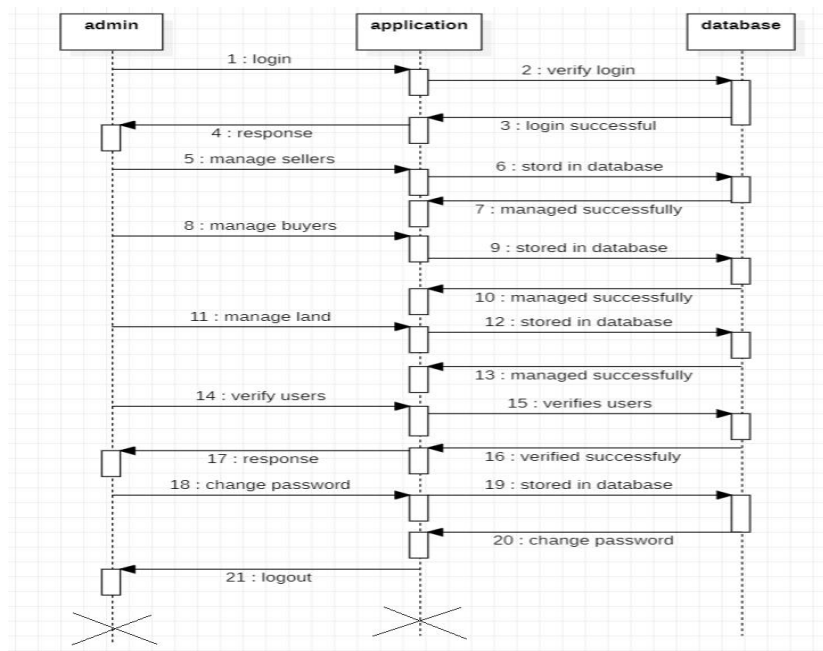 admin
application
database
1 : login
2 : verify login
3 : login successful
4 : response
5 : manage sellers
6 : stord in database
7 : managed successfully
8 : manage buyers
9 : stored in database
10 : managed successfully
11 : manage land
12 : stored in database
13 : managed successfully
14 : verify users
15 : verifies users
16 : verified successfuly
17 : response
18 : change password
19 : stored in database
20 : change password
21 : logout